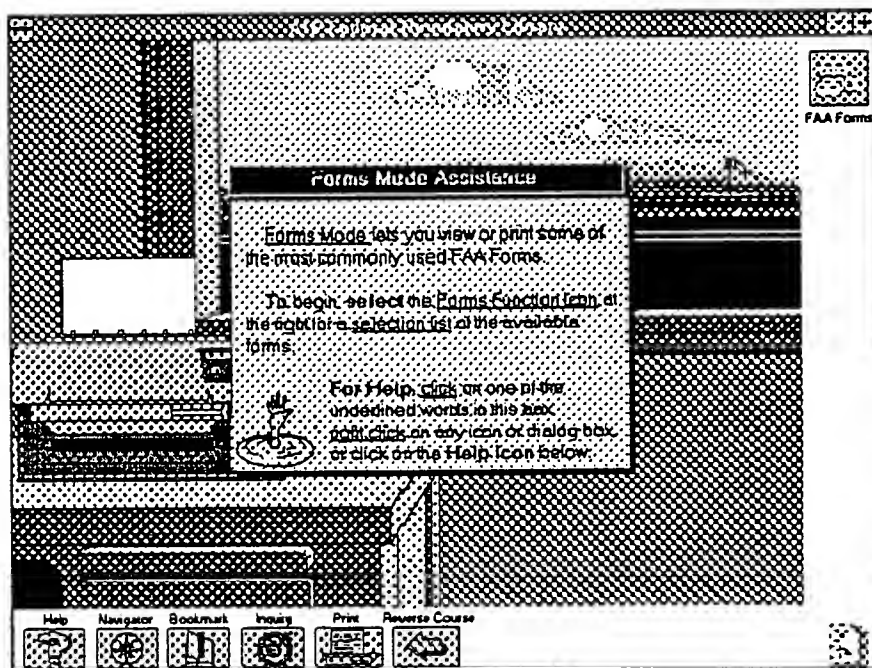 FAA Forms
Forms Mode Assistance
Forms Mode lets you view or print some of
the most commonly used FAA Forms.
To begin, select the Forms Function Icon at
the right for a selection list of the available
forms.
For Help, click on one of the
underlined words in this box,
click on any icon or dialog box,
or click on the Help Icon below.
Help Navigator Bookmark Inquiry Print Reverse Course